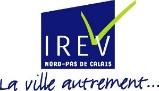 IREV
NORD-PAS DE CALAIS
La ville autrement...